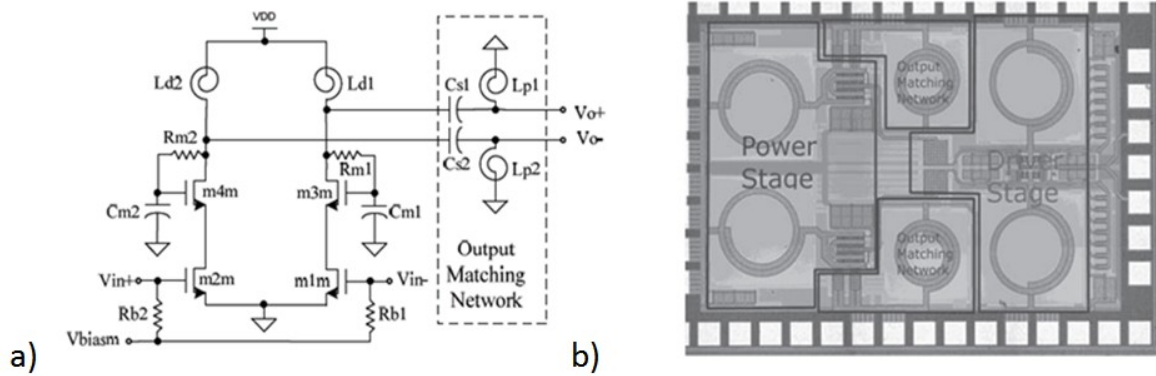 VDD
Ld2
Ld1
Cs1
Lp1
Vo+
Rm2
Cs2
Vo-
Rm1
Lp2
m4m
m3m
Cm2
Cm1
Output
Matching
Network
Vin+
m2m
m1m
Vin-
Rb2
Rb1
Vbiasm
a)
Output
Matching
Network
Power
Stage
Driver
Stage
Output
Matching
Network
b)